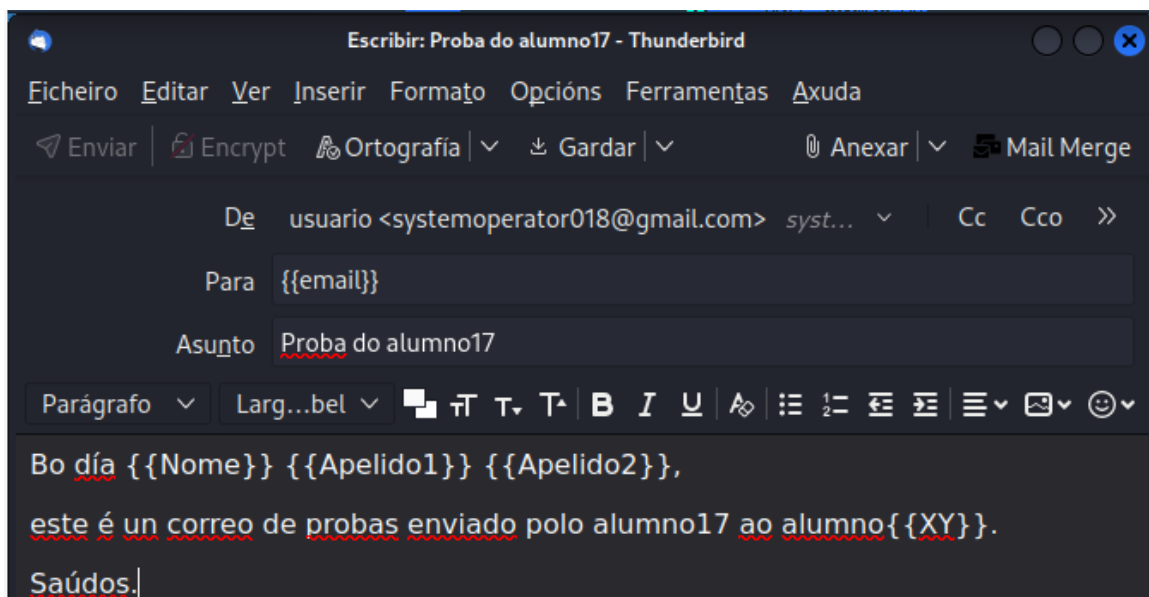 Escribir: Proba do alumno17 - Thunderbird
Ficheiro Editar Ver Inserir Formato Opcións Ferramentas Axuda
Enviar Encrypt Ortografía Gardar Anexar Mail Merge
De usuario <systemoperator018@gmail.com> syst... Cc Cco »
Para {{email}}
Asunto Proba do alumno17
Parágrafo Larg...bel B I U
Bo día {{Nome}} {{Apelido1}} {{Apelido2}},
este é un correo de probas enviado polo alumno17 ao alumno{{XY}}.
Saúdos.